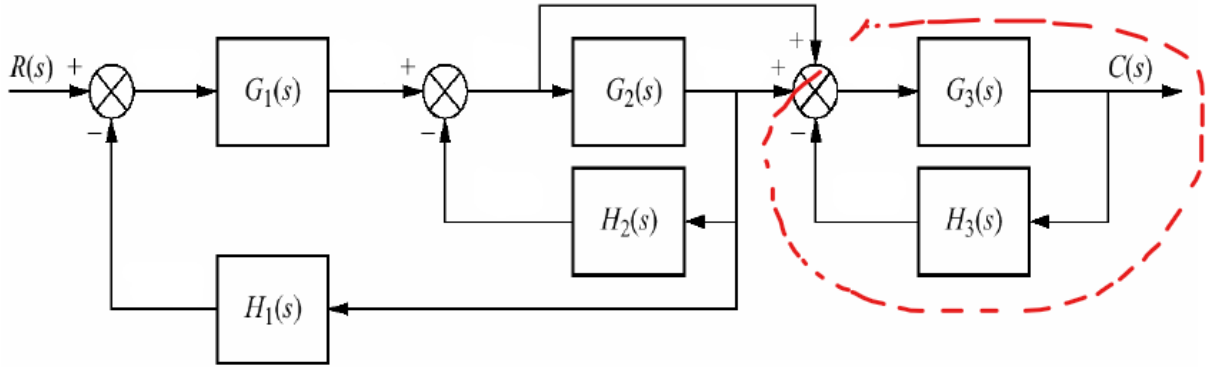 R(s)
+
−
G1(s)
+
−
G2(s)
+
+
−
G3(s)
C(s)
H2(s)
H3(s)
H1(s)